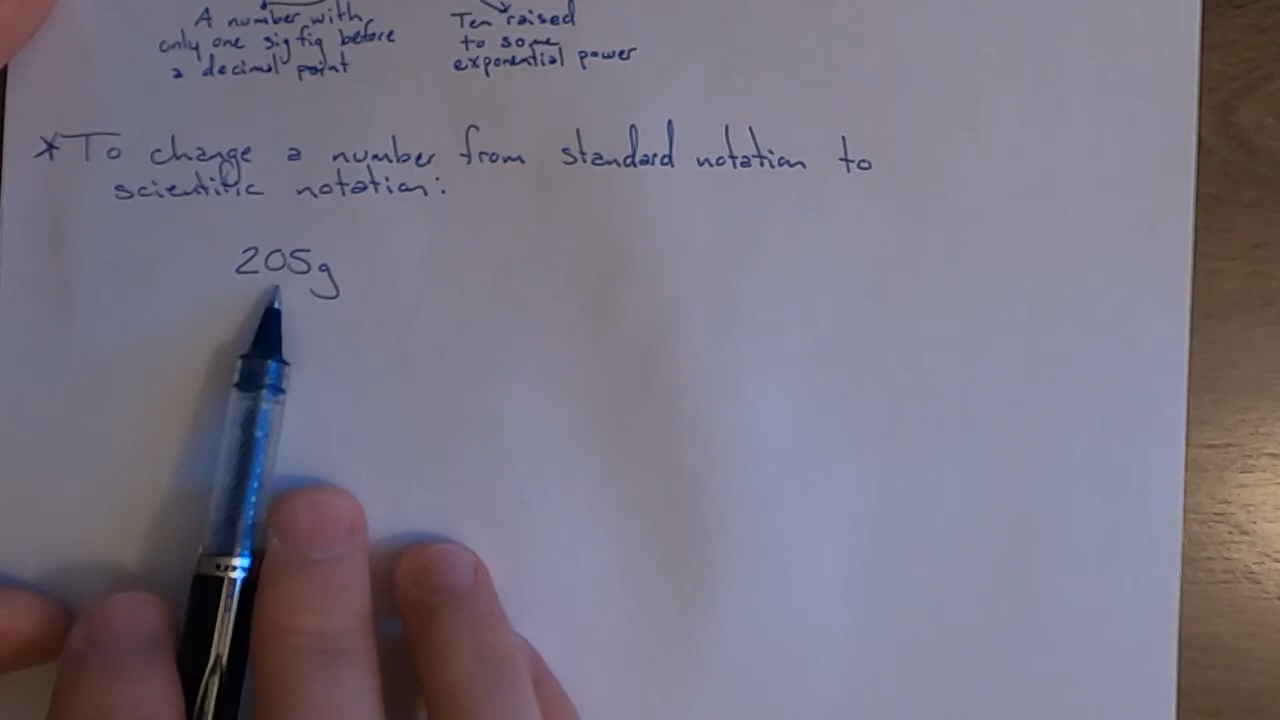 A number with
only one sig fig before
a decimal point
Ten raised
to some
exponential power
*To change a number from standard notation to
scientific notation:
205g